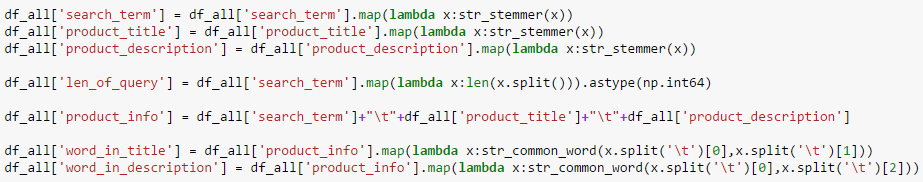 df_all['search_term'] = df_all['search_term'].map(lambda x:str_stemmer(x))
df_all['product_title'] = df_all['product_title'].map(lambda x:str_stemmer(x))
df_all['product_description'] = df_all['product_description'].map(lambda x:str_stemmer(x))
df_all['len_of_query'] = df_all['search_term'].map(lambda x:len(x.split())).astype(np.int64)
df_all['product_info'] = df_all['search_term']+"\t"+df_all['product_title']+"\t"+df_all['product_description']
df_all['word_in_title'] = df_all['product_info'].map(lambda x:str_common_word(x.split('\t')[0],x.split('\t')[1]))
df_all['word_in_description'] = df_all['product_info'].map(lambda x:str_common_word(x.split('\t')[0],x.split('\t')[2]))